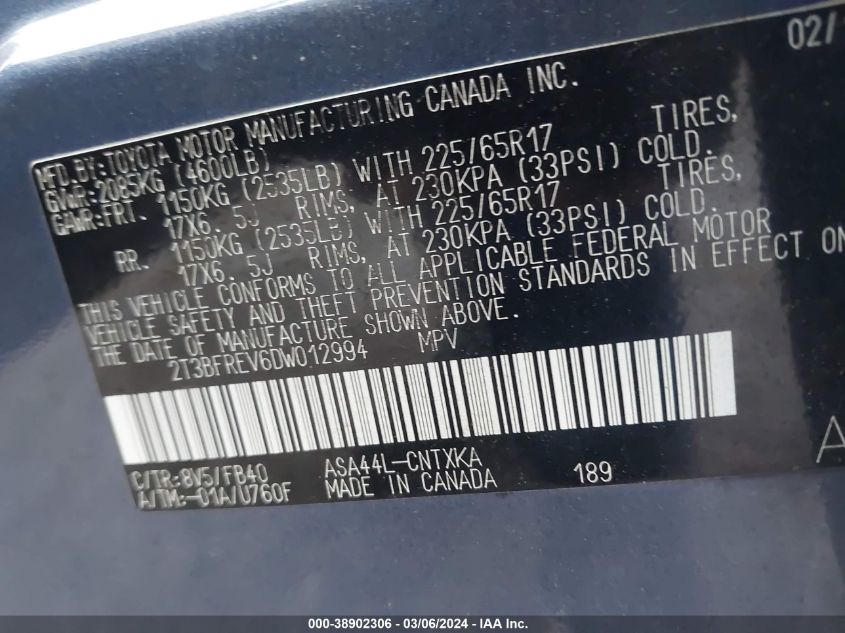 02/
MFD.BY:TOYOTA MOTOR MANUFACTURING CANADA INC.
GVWR:2085KG (4600LB)
GAWR:FRT. 1150KG (2535LB) WITH 225/65R17 TIRES,
17X6.5J RIMS, AT 230KPA (33PSI) COLD.
RR. 1150KG (2535LB) WITH 225/65R17 TIRES,
17X6.5J RIMS, AT 230KPA (33PSI) COLD.
THIS VEHICLE CONFORMS TO ALL APPLICABLE FEDERAL MOTOR
VEHICLE SAFETY AND THEFT PREVENTION STANDARDS IN EFFECT ON
THE DATE OF MANUFACTURE SHOWN ABOVE.
2T3BFREV6DW012994 MPV
C/TR:8V5/FB40 ASA44L-CNTXKA 189 A
A/TM:-01A/U760F MADE IN CANADA
000-38902306 - 03/06/2024 - IAA Inc.